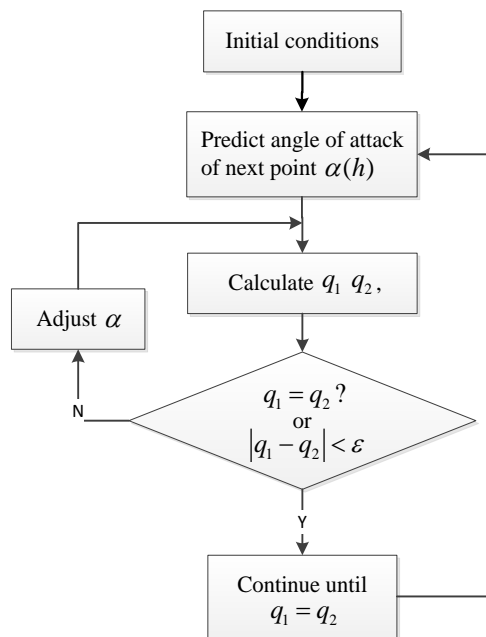 Initial conditions
Predict angle of attack
of next point α(h)
Calculate q₁ q₂,
Adjust α
q₁ = q₂ ?
or
|q₁ − q₂| < ε
N
Y
Continue until
q₁ = q₂